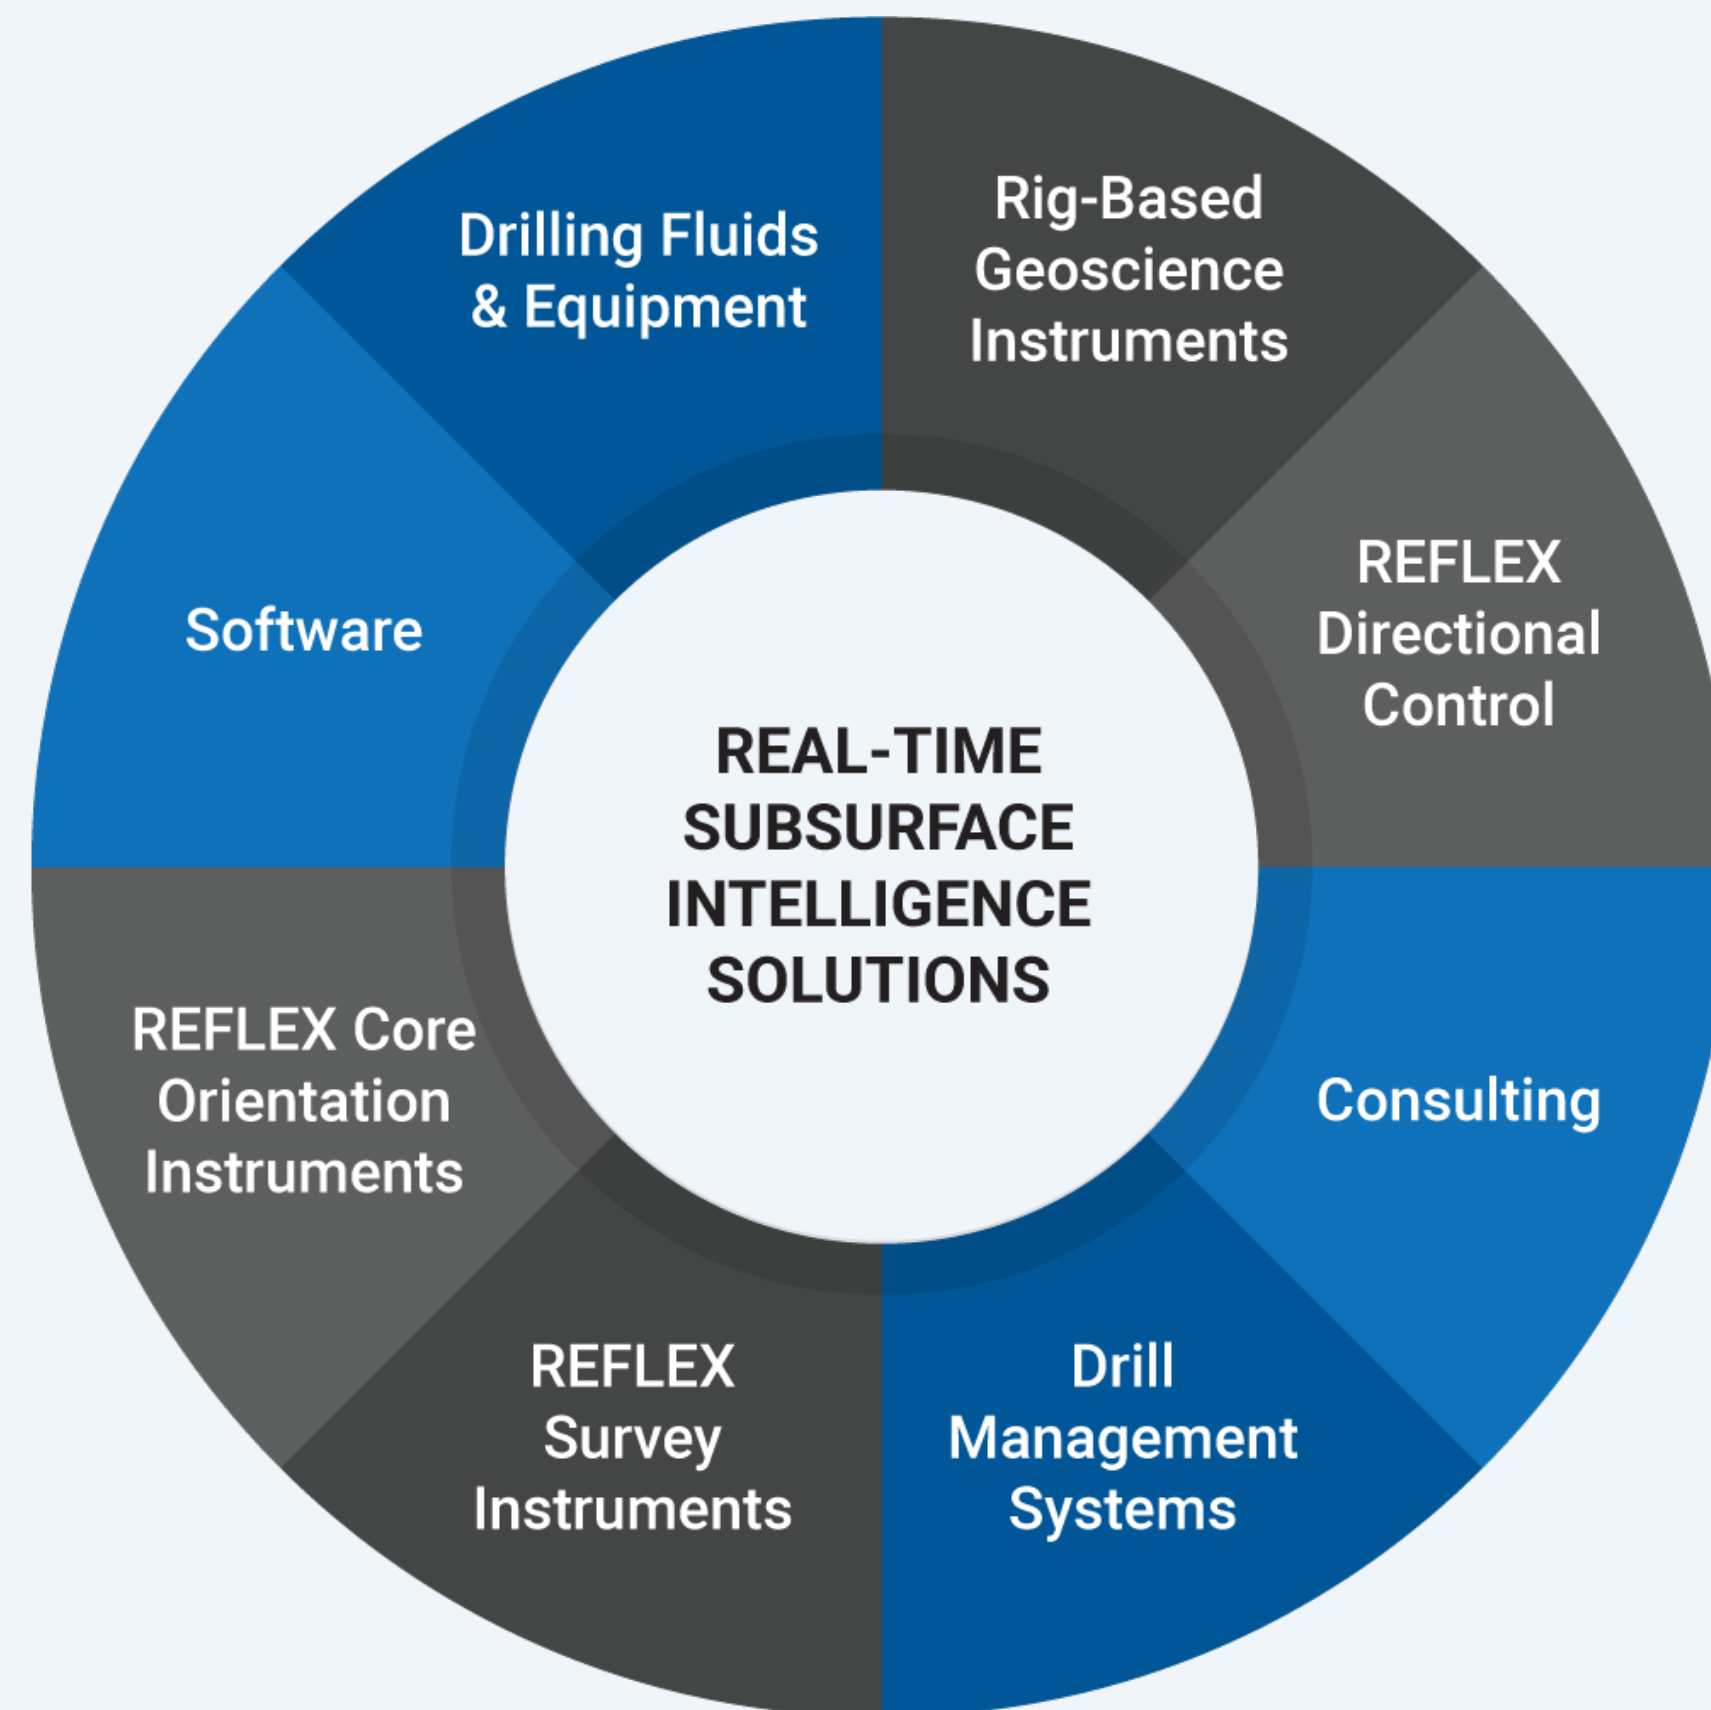 Drilling Fluids
& Equipment
Rig-Based
Geoscience
Instruments
REFLEX
Directional
Control
Consulting
Drill
Management
Systems
REFLEX
Survey
Instruments
REFLEX Core
Orientation
Instruments
Software
REAL-TIME
SUBSURFACE
INTELLIGENCE
SOLUTIONS